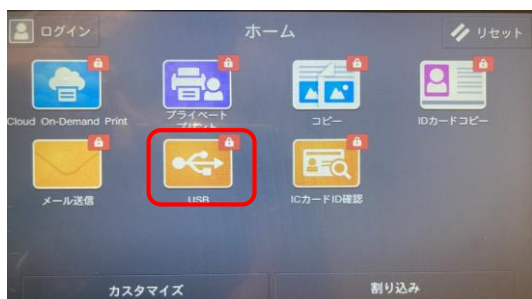 ログイン
ホーム
リセット
Cloud On-Demand Print
プライベート
プリント
コピー
IDカードコピー
メール送信
USB
ICカードID確認
カスタマイズ
割り込み